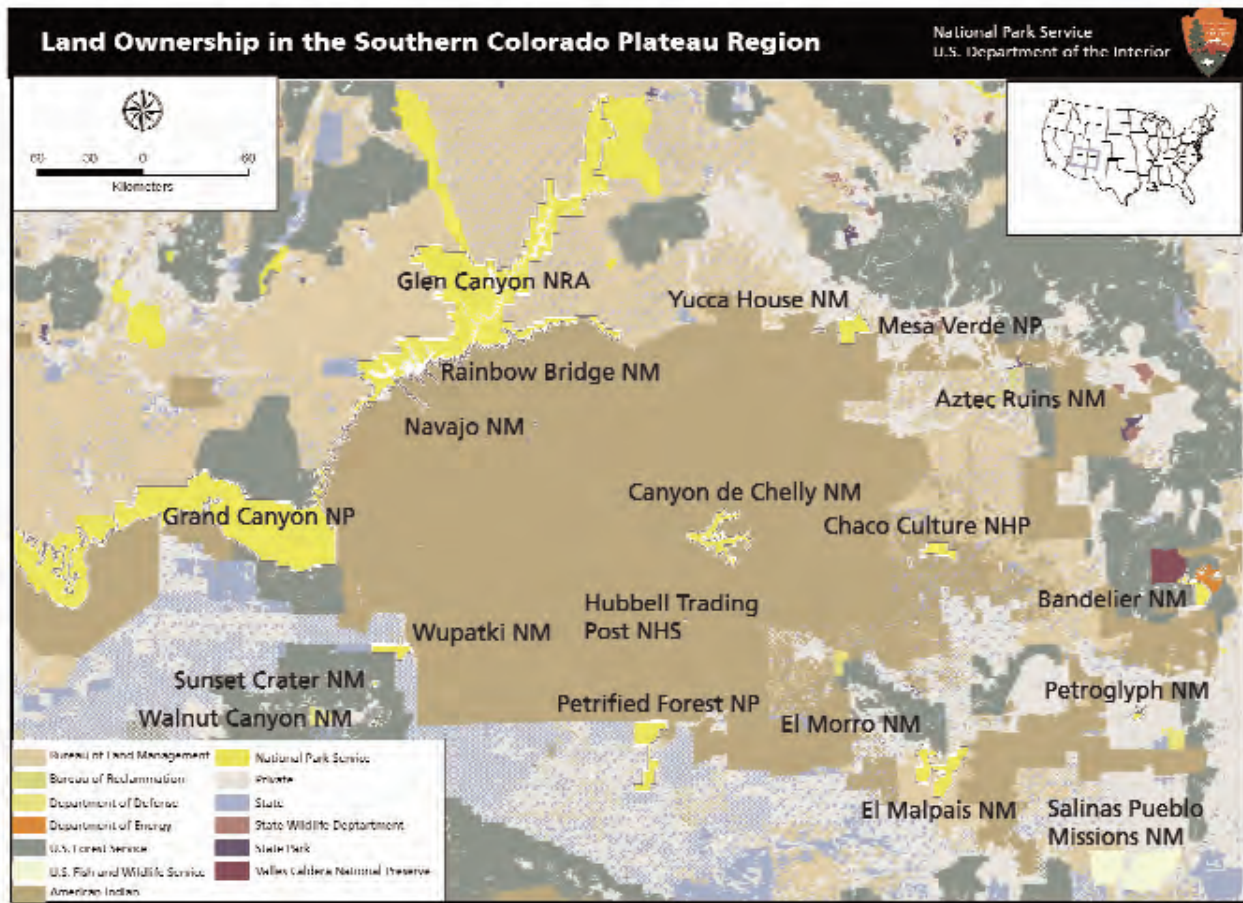 Land Ownership in the Southern Colorado Plateau Region
National Park Service
U.S. Department of the Interior
60 30 0 60
Kilometers
Glen Canyon NRA
Yucca House NM
Mesa Verde NP
Rainbow Bridge NM
Aztec Ruins NM
Navajo NM
Canyon de Chelly NM
Grand Canyon NP
Chaco Culture NHP
Bandelier NM
Hubbell Trading
Post NHS
Wupatki NM
Sunset Crater NM
Petroglyph NM
Petrified Forest NP
Walnut Canyon NM
El Morro NM
El Malpais NM
Salinas Pueblo
Missions NM
Bureau of Land Management
Bureau of Reclammation
Department of Defense
Department of Energy
U.S. Forest Service
U.S. Fish and Wildlife Service
American Indian
National Park Service
Private
State
State Wildlife Deptartment
State Park
Valles Caldera National Preserve